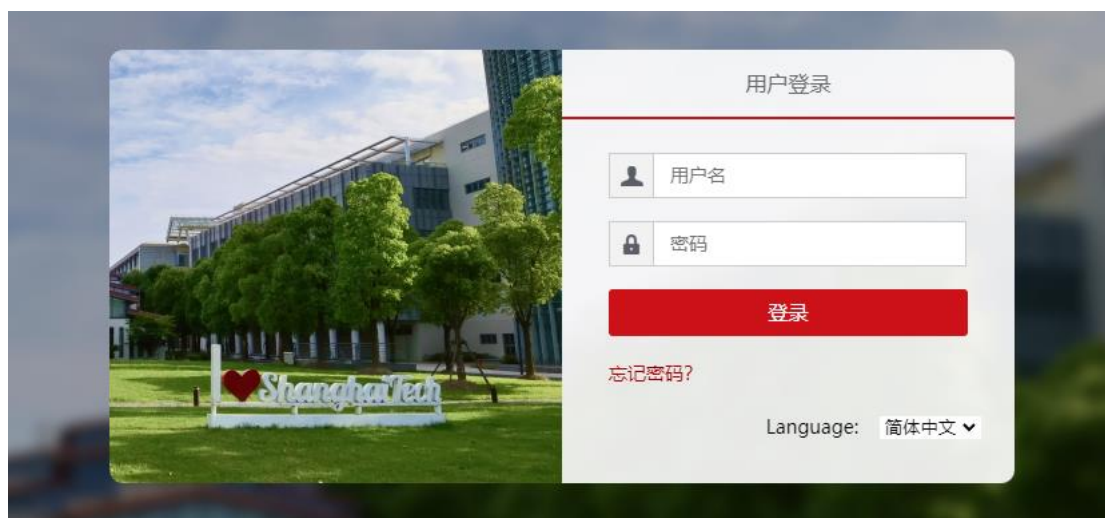 I ❤ ShanghaiTech
用户登录
用户名
密码
登录
忘记密码?
Language: 简体中文